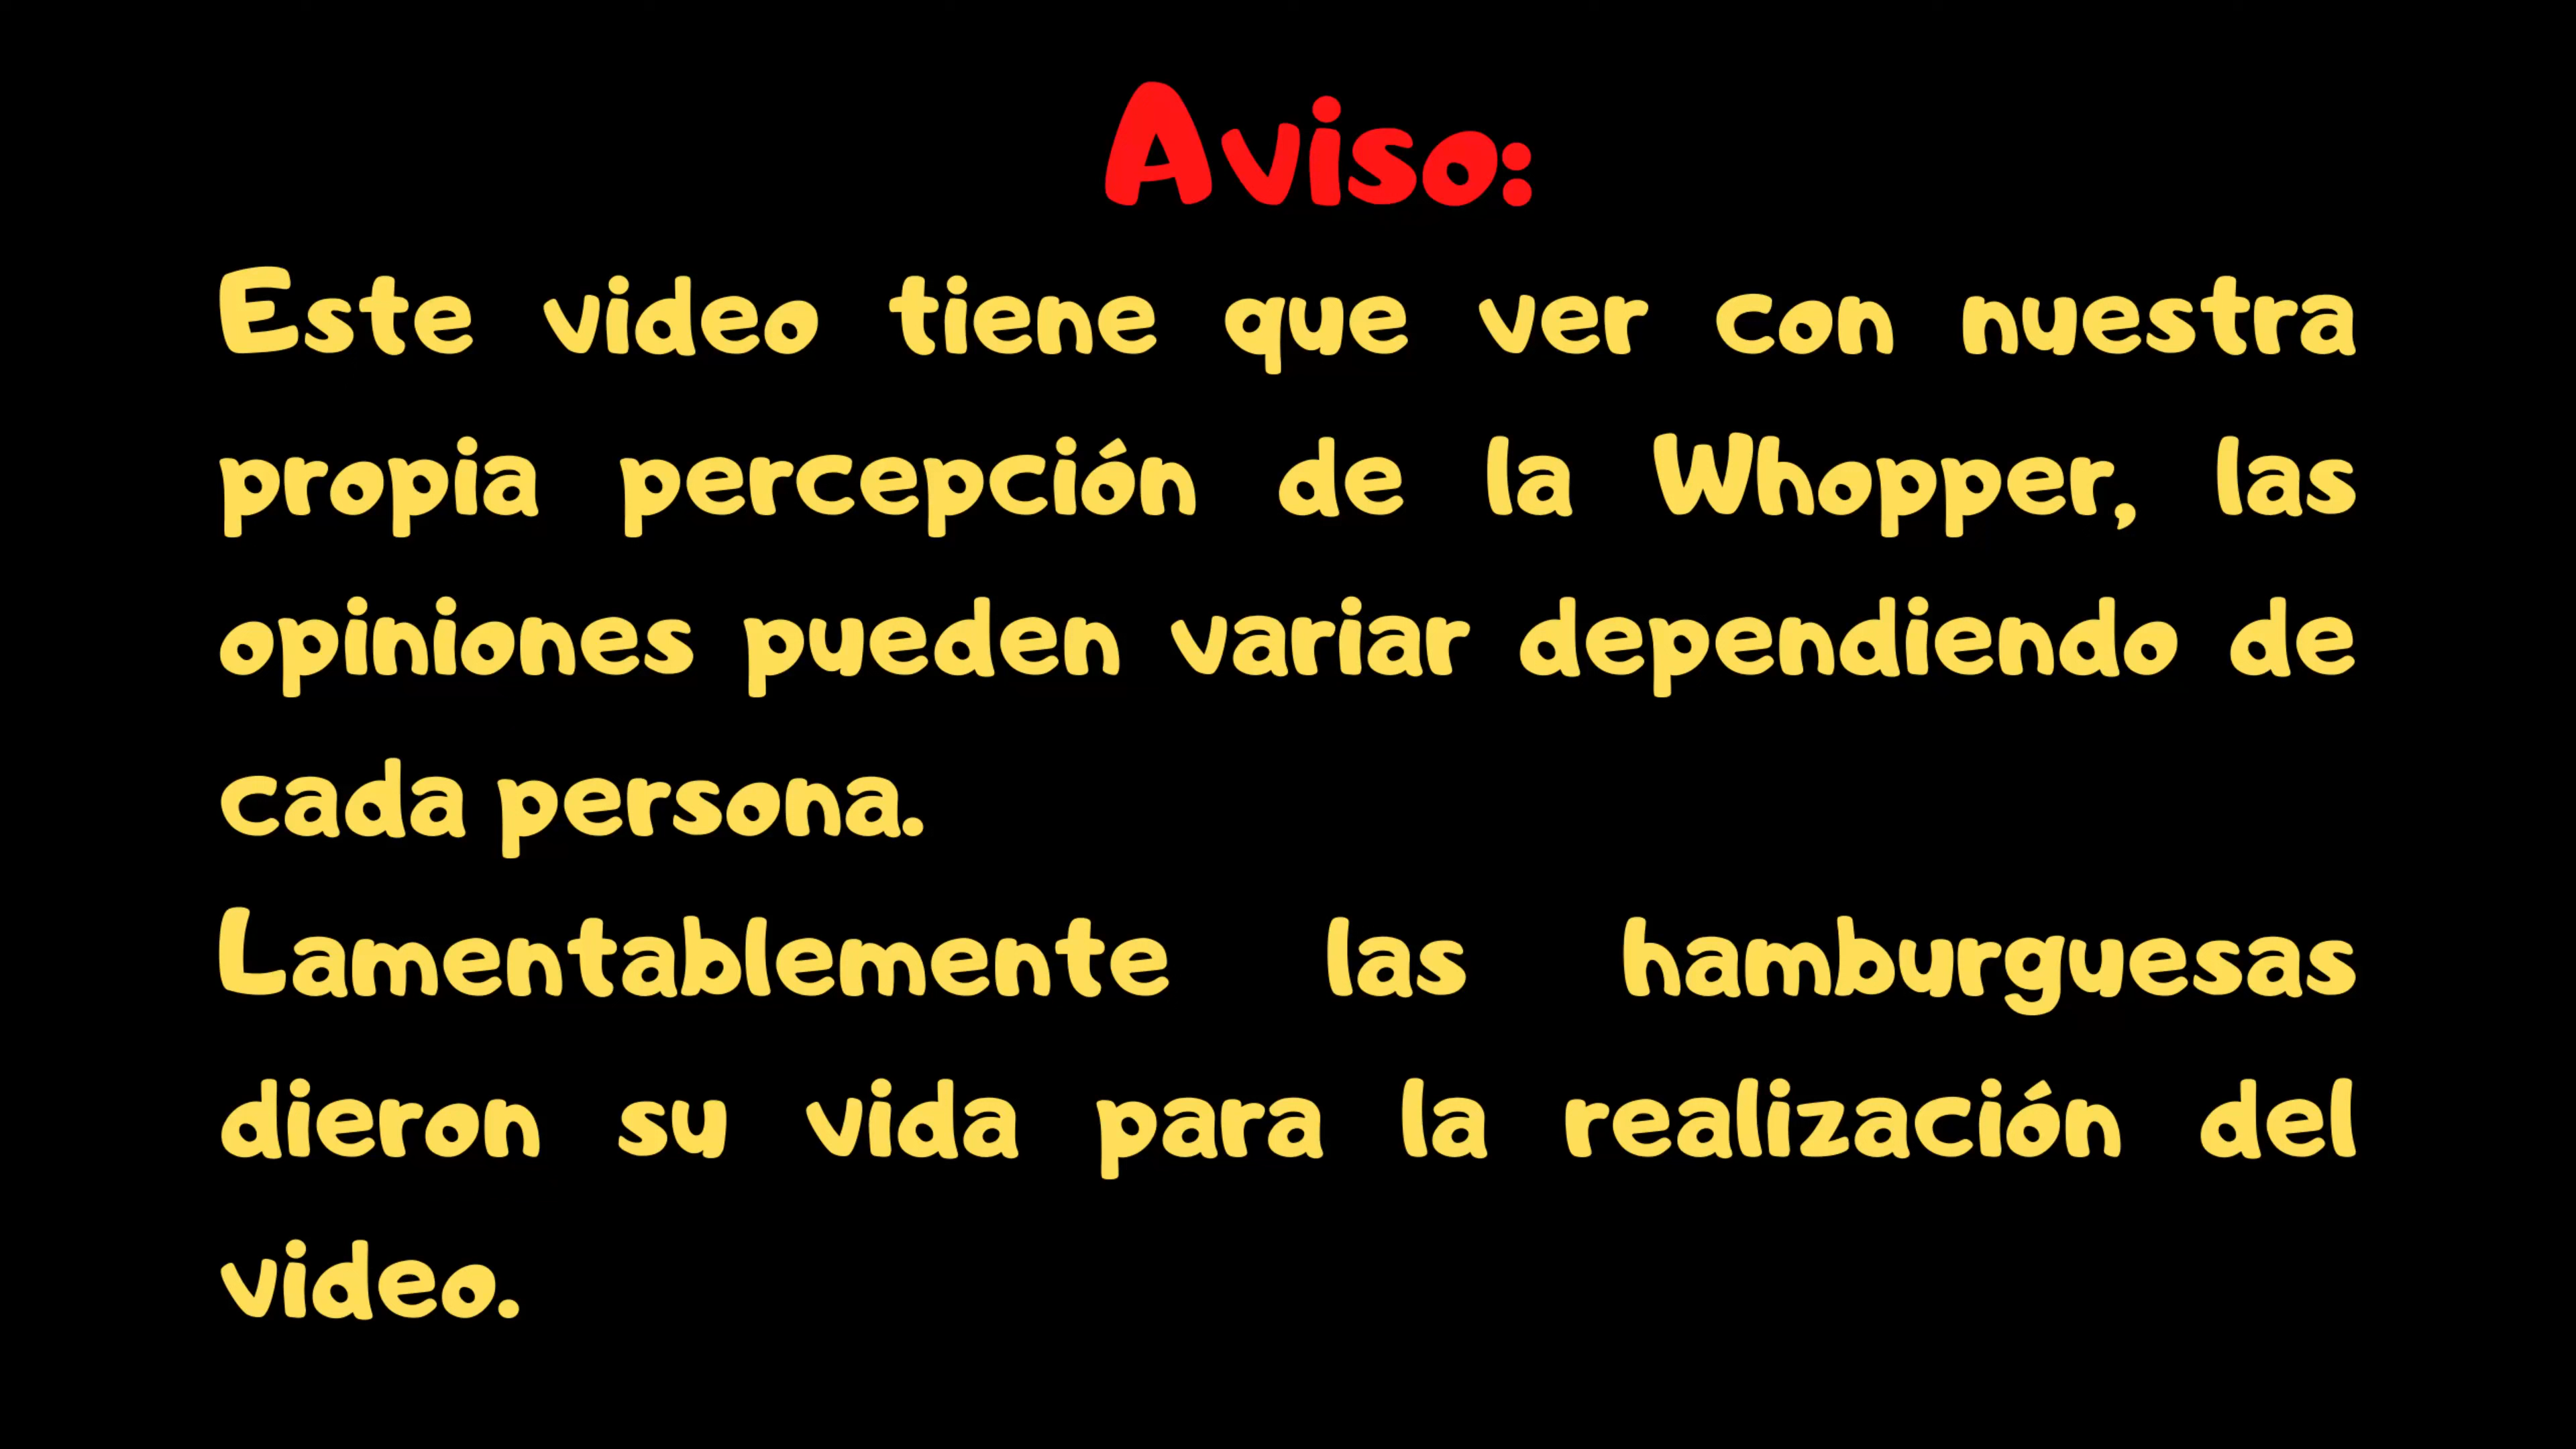 Aviso:
Este video tiene que ver con nuestra
propia percepción de la Whopper, las
opiniones pueden variar dependiendo de
cada persona.
Lamentablemente las hamburguesas
dieron su vida para la realización del
video.